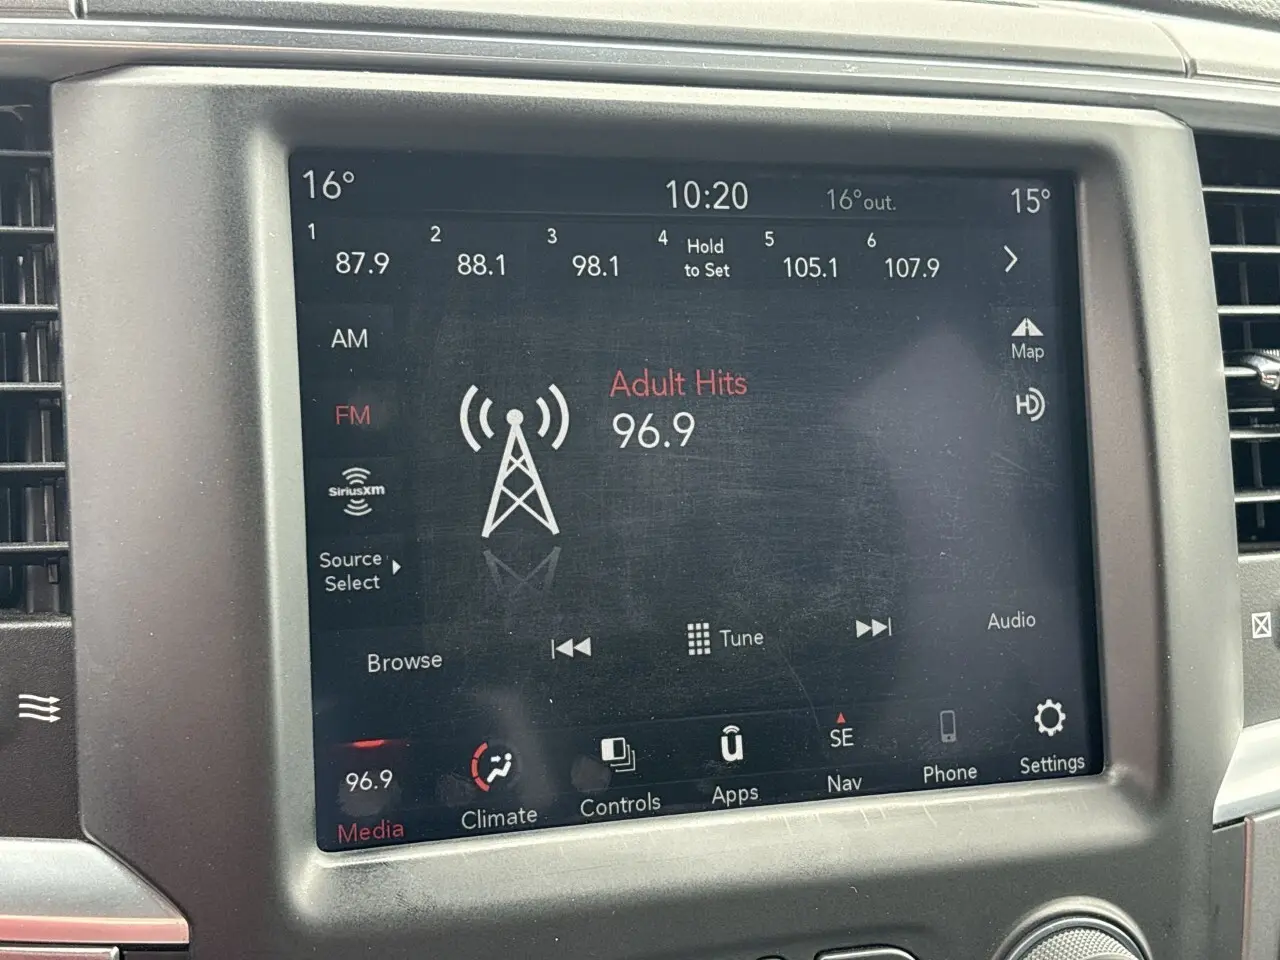 16°
10:20
16°out.
15°
1
87.9
2
88.1
3
98.1
4
Hold
to Set
5
105.1
6
107.9
AM
Map
Adult Hits
FM
96.9
HD
SiriusXm
Source
Select
Browse
Tune
Audio
96.9
Media
Climate
Controls
Apps
SE
Nav
Phone
Settings